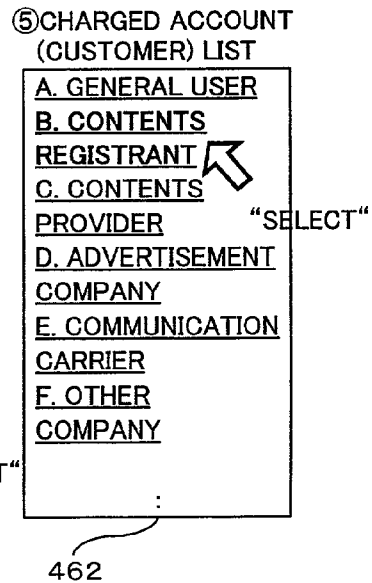 ⑤CHARGED ACCOUNT
(CUSTOMER) LIST
A. GENERAL USER
B. CONTENTS
REGISTRANT
C. CONTENTS
PROVIDER
"SELECT"
D. ADVERTISEMENT
COMPANY
E. COMMUNICATION
CARRIER
F. OTHER
COMPANY
T"
:
462